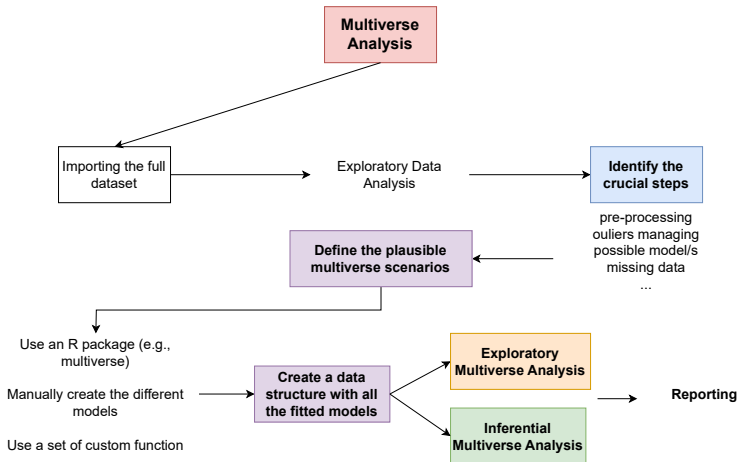 Multiverse
Analysis
Importing the full
dataset
Exploratory Data
Analysis
Identify the
crucial steps
pre-processing
ouliers managing
possible model/s
missing data
...
Define the plausible
multiverse scenarios
Use an R package (e.g.,
multiverse)
Manually create the different
models
Use a set of custom function
Create a data
structure with all
the fitted models
Exploratory
Multiverse Analysis
Inferential
Multiverse Analysis
Reporting